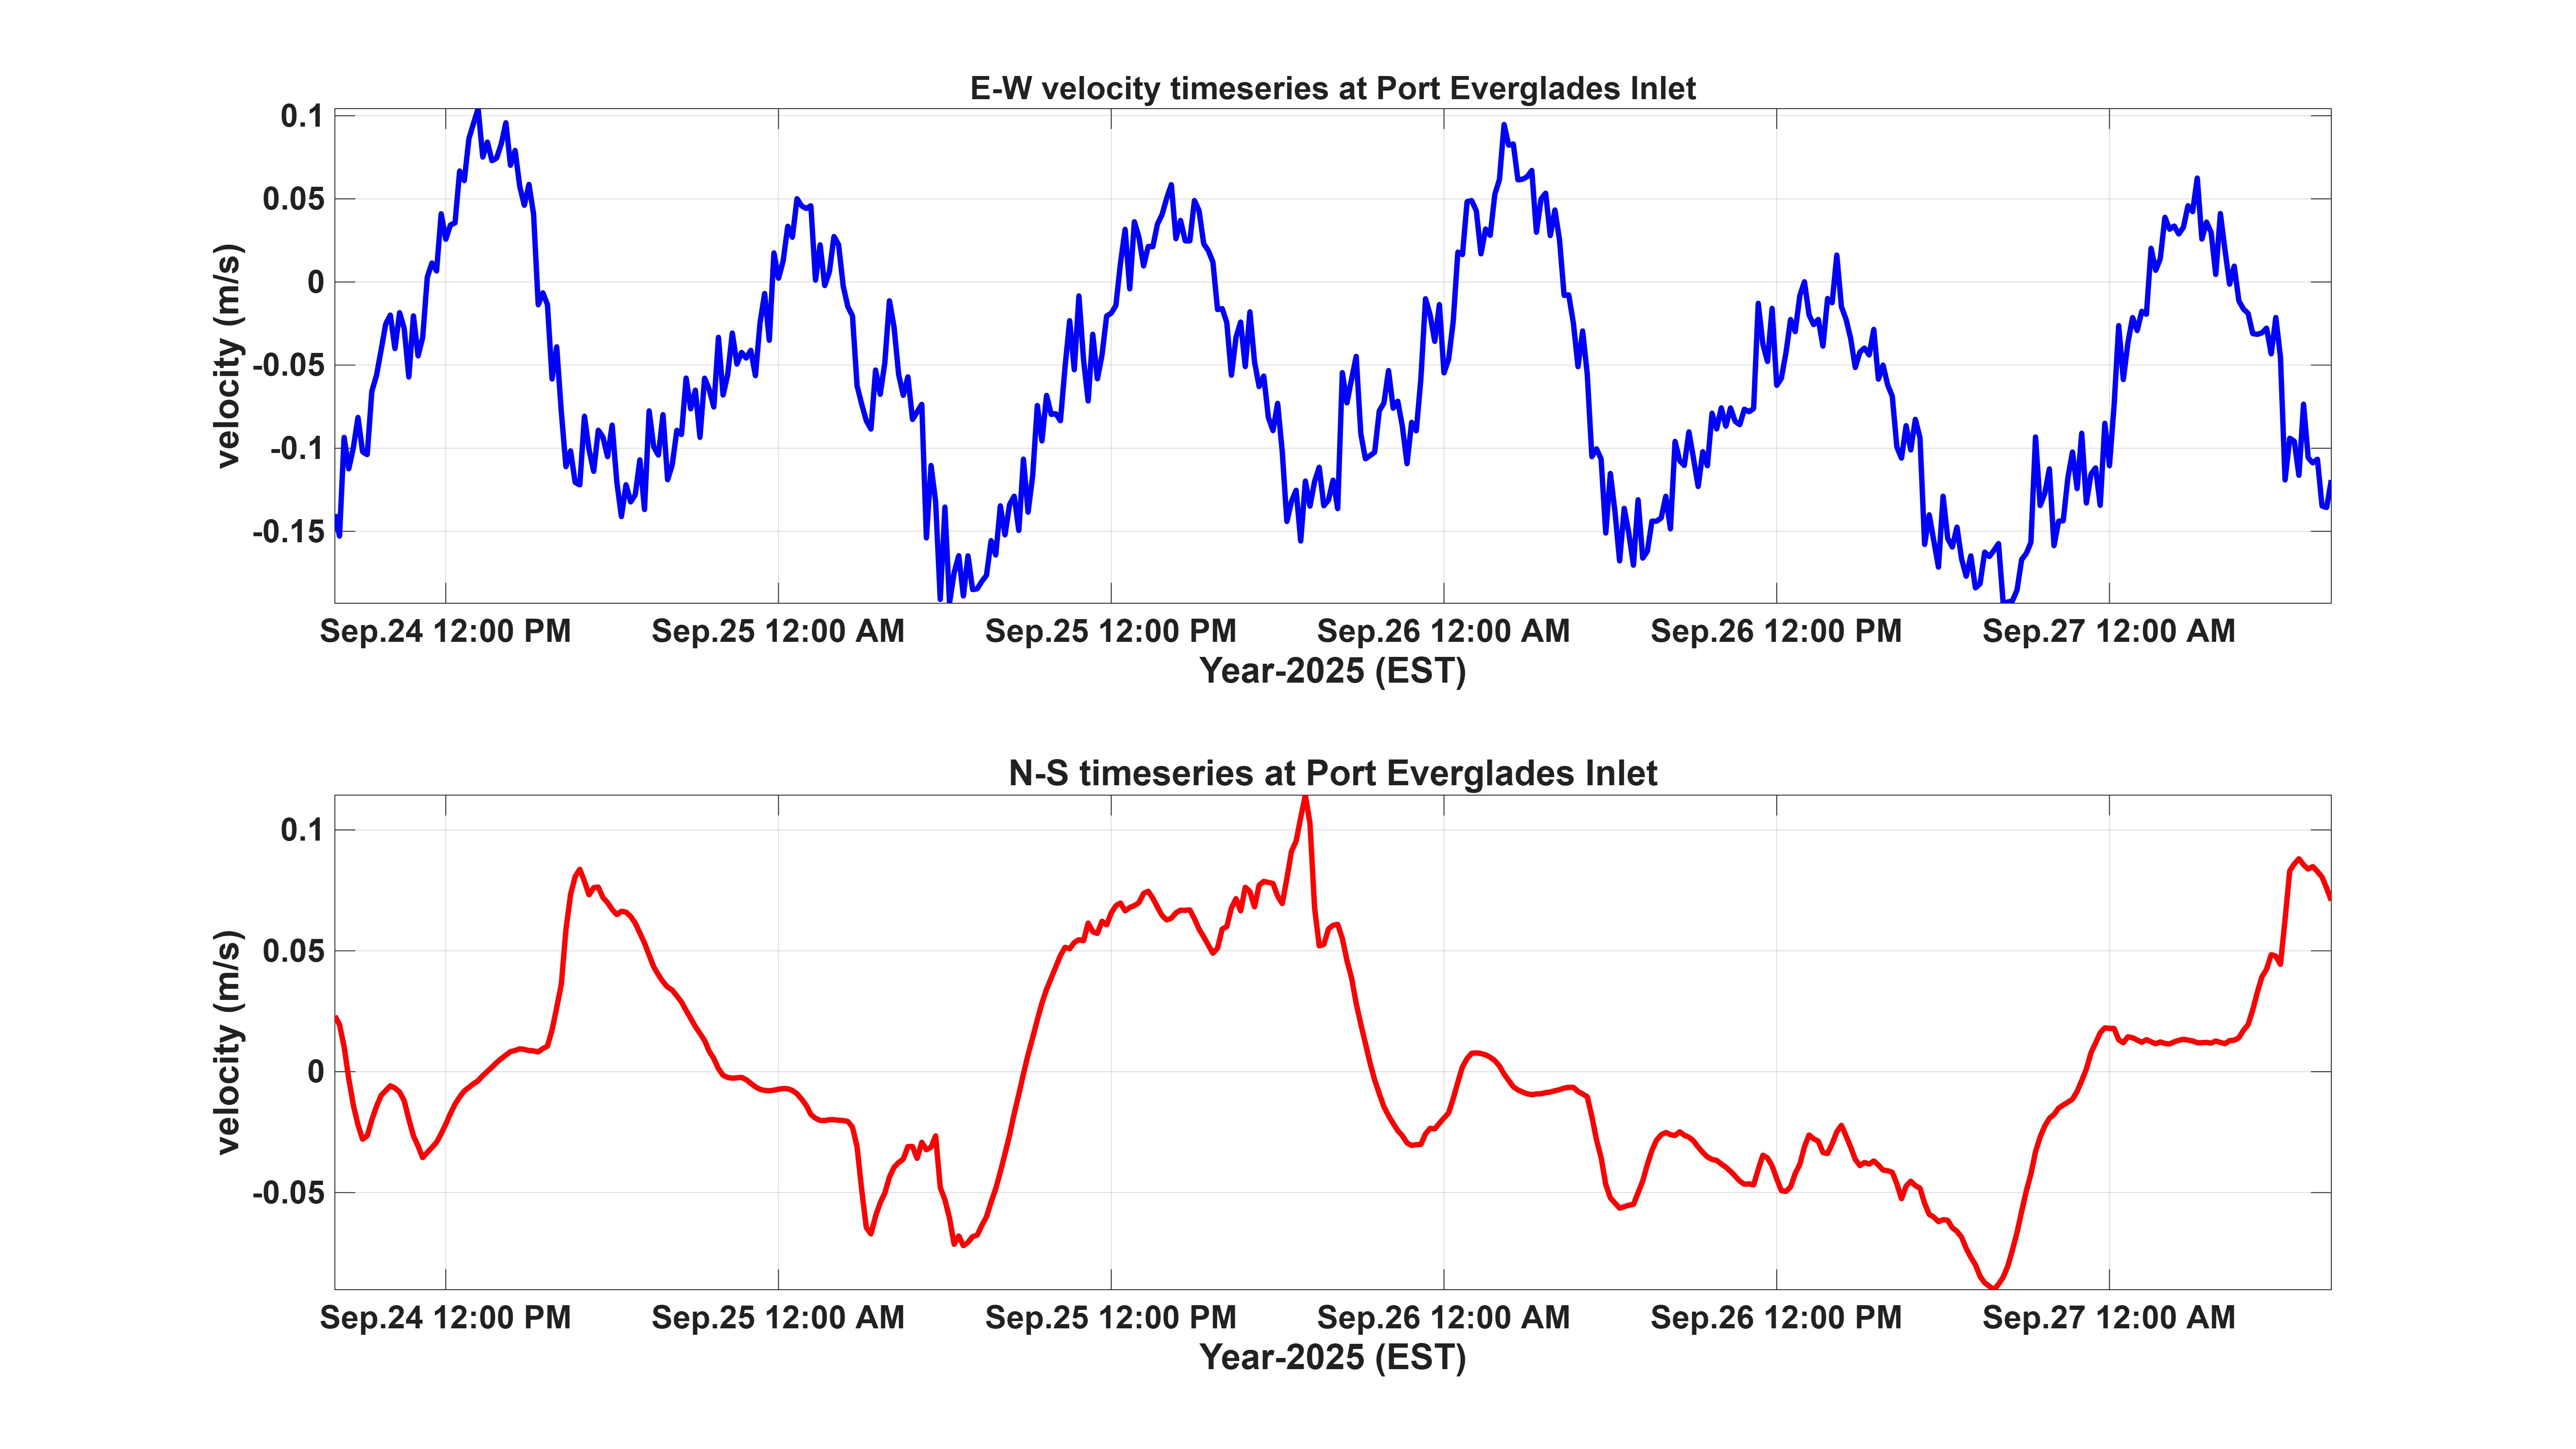 E-W velocity timeseries at Port Everglades Inlet
0.1
0.05
0
-0.05
-0.1
-0.15
velocity (m/s)
Sep.24 12:00 PM Sep.25 12:00 AM Sep.25 12:00 PM Sep.26 12:00 AM Sep.26 12:00 PM Sep.27 12:00 AM
Year-2025 (EST)
N-S timeseries at Port Everglades Inlet
0.1
0.05
0
-0.05
velocity (m/s)
Sep.24 12:00 PM Sep.25 12:00 AM Sep.25 12:00 PM Sep.26 12:00 AM Sep.26 12:00 PM Sep.27 12:00 AM
Year-2025 (EST)